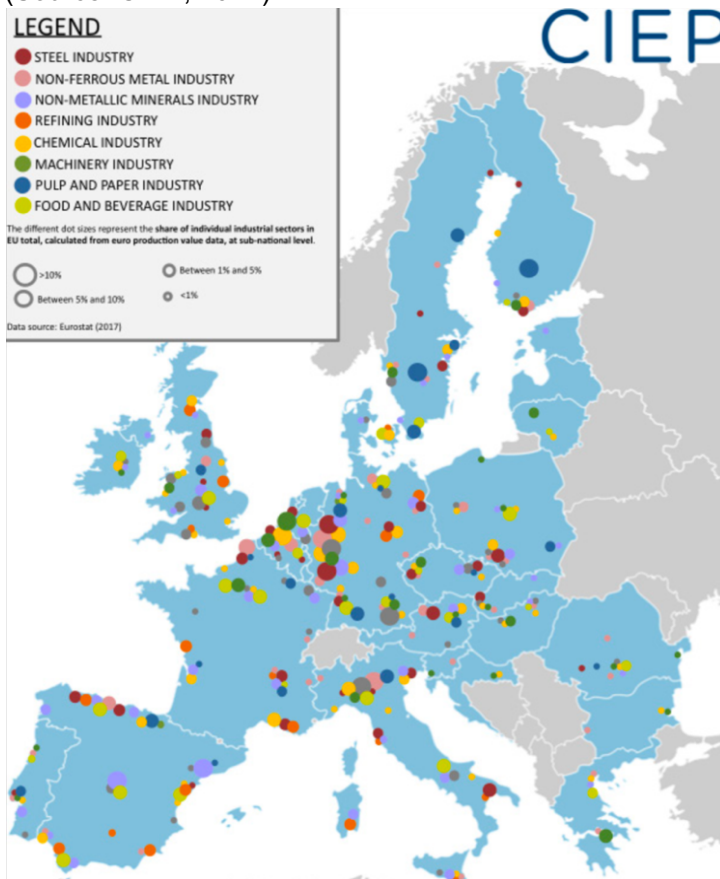 CIEP
LEGEND
STEEL INDUSTRY
NON-FERROUS METAL INDUSTRY
NON-METALLIC MINERALS INDUSTRY
REFINING INDUSTRY
CHEMICAL INDUSTRY
MACHINERY INDUSTRY
PULP AND PAPER INDUSTRY
FOOD AND BEVERAGE INDUSTRY
The different dot sizes represent the share of individual industrial sectors in
EU total, calculated from euro production value data, at sub-national level.
>10%
Between 1% and 5%
Between 5% and 10%
<1%
Data source: Eurostat (2017)